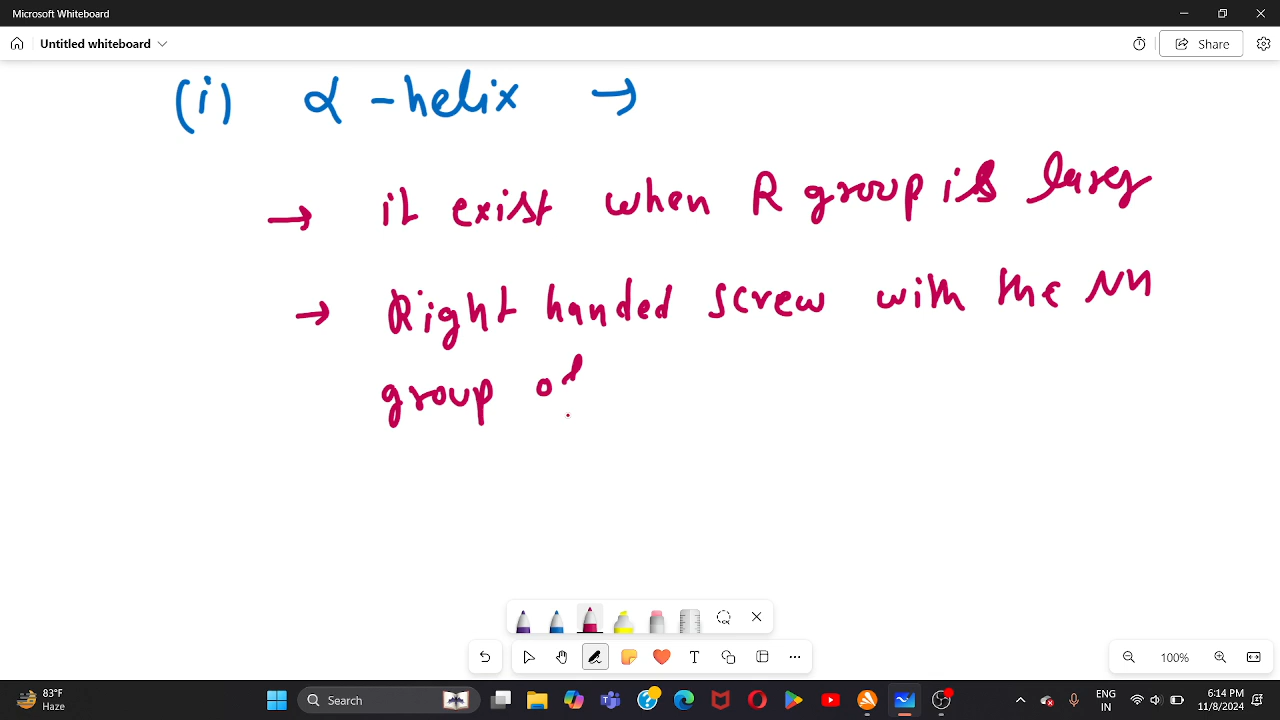 Microsoft Whiteboard
Untitled whiteboard
Share
(i) α -helix →
→ it exist when R group is
→ Right handed screw with the NH
group of
100%
83°F
Haze
Search
ENG
IN
6:14 PM
11/8/2024